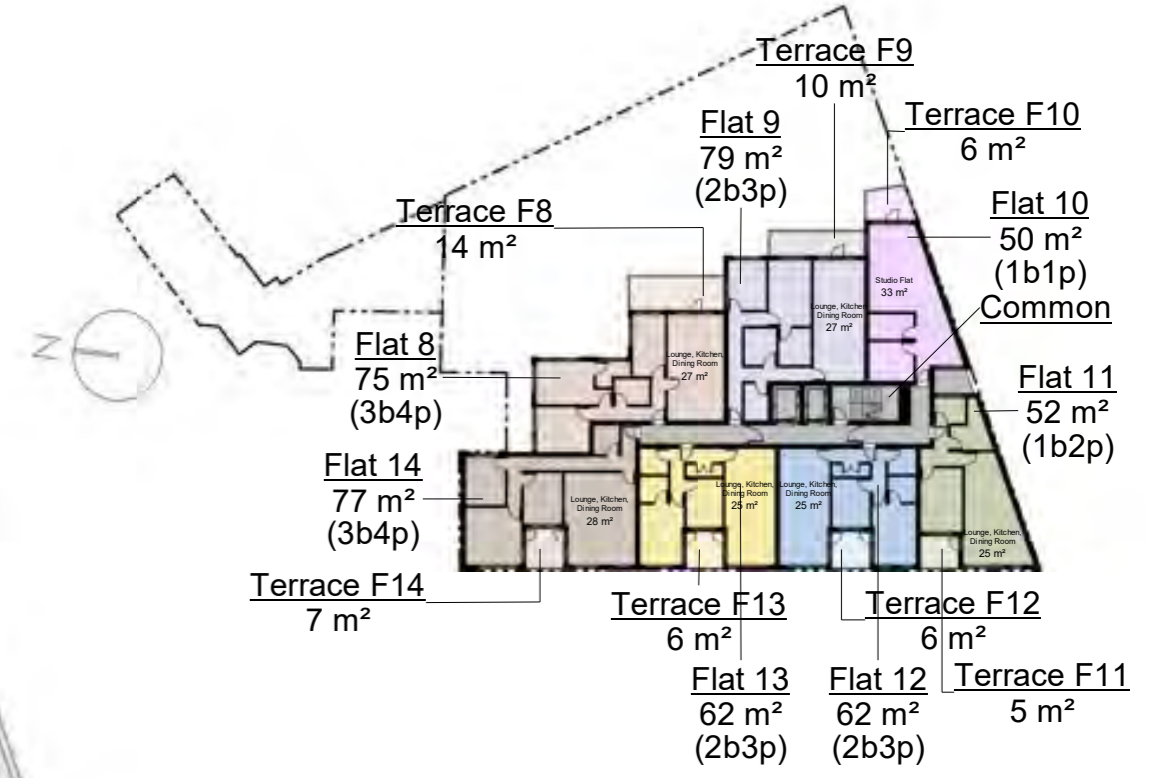 Terrace F9
10 m²
Terrace F10
6 m²
Flat 9
79 m²
(2b3p)
Terrace F8
14 m²
Flat 10
50 m²
(1b1p)
Common
Studio Flat
33 m²
Lounge, Kitchen,
Dining Room
27 m²
Lounge, Kitchen,
Dining Room
27 m²
Flat 8
75 m²
(3b4p)
N
Flat 11
52 m²
(1b2p)
Flat 14
77 m²
(3b4p)
Lounge, Kitchen,
Dining Room
28 m²
Lounge, Kitchen,
Dining Room
25 m²
Lounge, Kitchen,
Dining Room
25 m²
Lounge, Kitchen,
Dining Room
25 m²
Terrace F14
7 m²
Terrace F13
6 m²
Terrace F12
6 m²
Flat 13
62 m²
(2b3p)
Flat 12
62 m²
(2b3p)
Terrace F11
5 m²